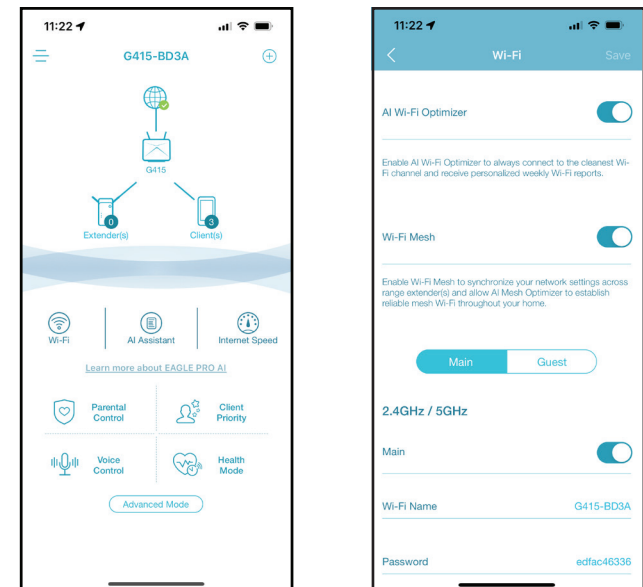 11:22
G415-BD3A
G415
0
3
Extender(s)
Client(s)
Wi-Fi
AI Assistant
Internet Speed
Learn more about EAGLE PRO AI
Parental
Control
Client
Priority
Voice
Control
Health
Mode
Advanced Mode
11:22
Wi-Fi
Save
AI Wi-Fi Optimizer
Enable AI Wi-Fi Optimizer to always connect to the cleanest Wi-
Fi channel and receive personalized weekly Wi-Fi reports.
Wi-Fi Mesh
Enable Wi-Fi Mesh to synchronize your network settings across
range extender(s) and allow AI Mesh Optimizer to establish
reliable mesh Wi-Fi throughout your home.
Main
Guest
2.4GHz / 5GHz
Main
Wi-Fi Name
G415-BD3A
Password
edfac46336